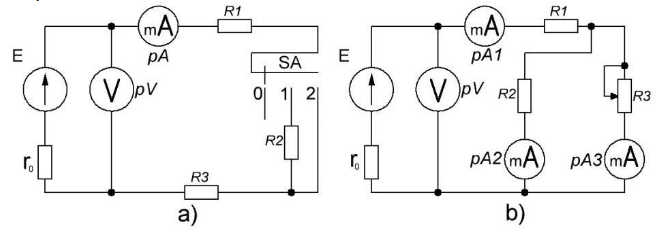 E
r₀
V
pV
mA
pA
R1
SA
0 1 2
R2
R3
a)
E
r₀
V
pV
mA
pA1
R1
R2
R3
pA2 mA
pA3 mA
b)